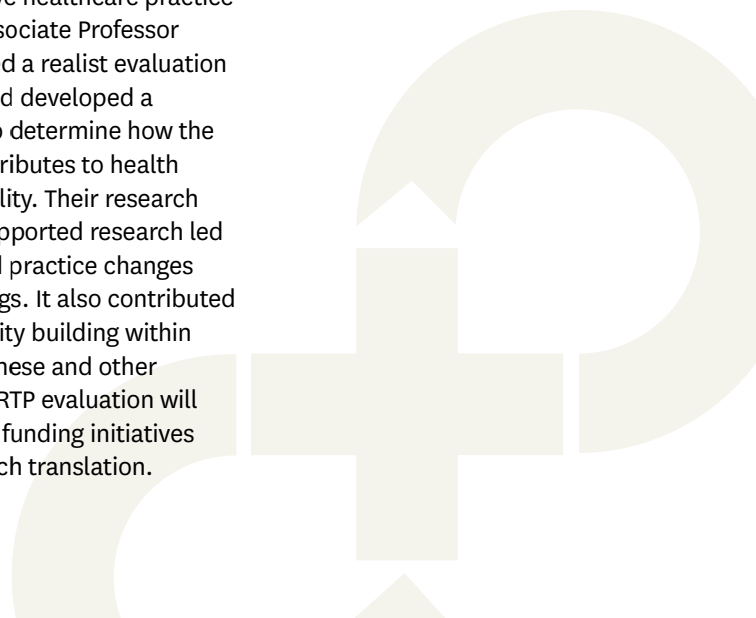 ve healthcare practice
sociate Professor
d a realist evaluation
d developed a
o determine how the
ributes to health
lity. Their research
pported research led
l practice changes
gs. It also contributed
ity building within
hese and other
RTP evaluation will
funding initiatives
ch translation.